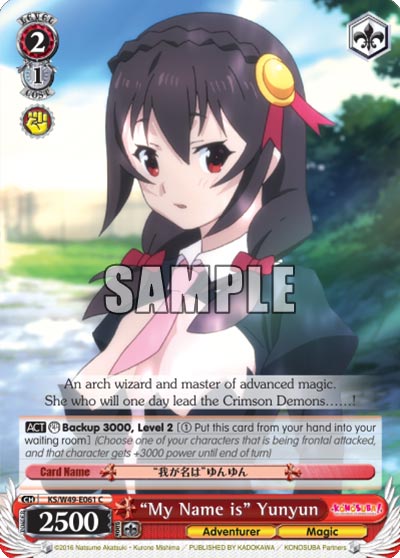 LEVEL
2
1
COST
SAMPLE
An arch wizard and master of advanced magic.
She who will one day lead the Crimson Demons……!
ACT Backup 3000, Level 2 [① Put this card from your hand into your
waiting room] (Choose one of your characters that is being frontal attacked,
and that character gets +3000 power until end of turn)
Card Name “我が名は”ゆんゆん
CH KS/W49-E061 C
2500 “My Name is” Yunyun KONOSUBA
Adventurer Magic
©2016 Natsume Akatsuki・Kurone Mishima / PUBLISHED BY KADOKAWA / KONOSUBA Partners